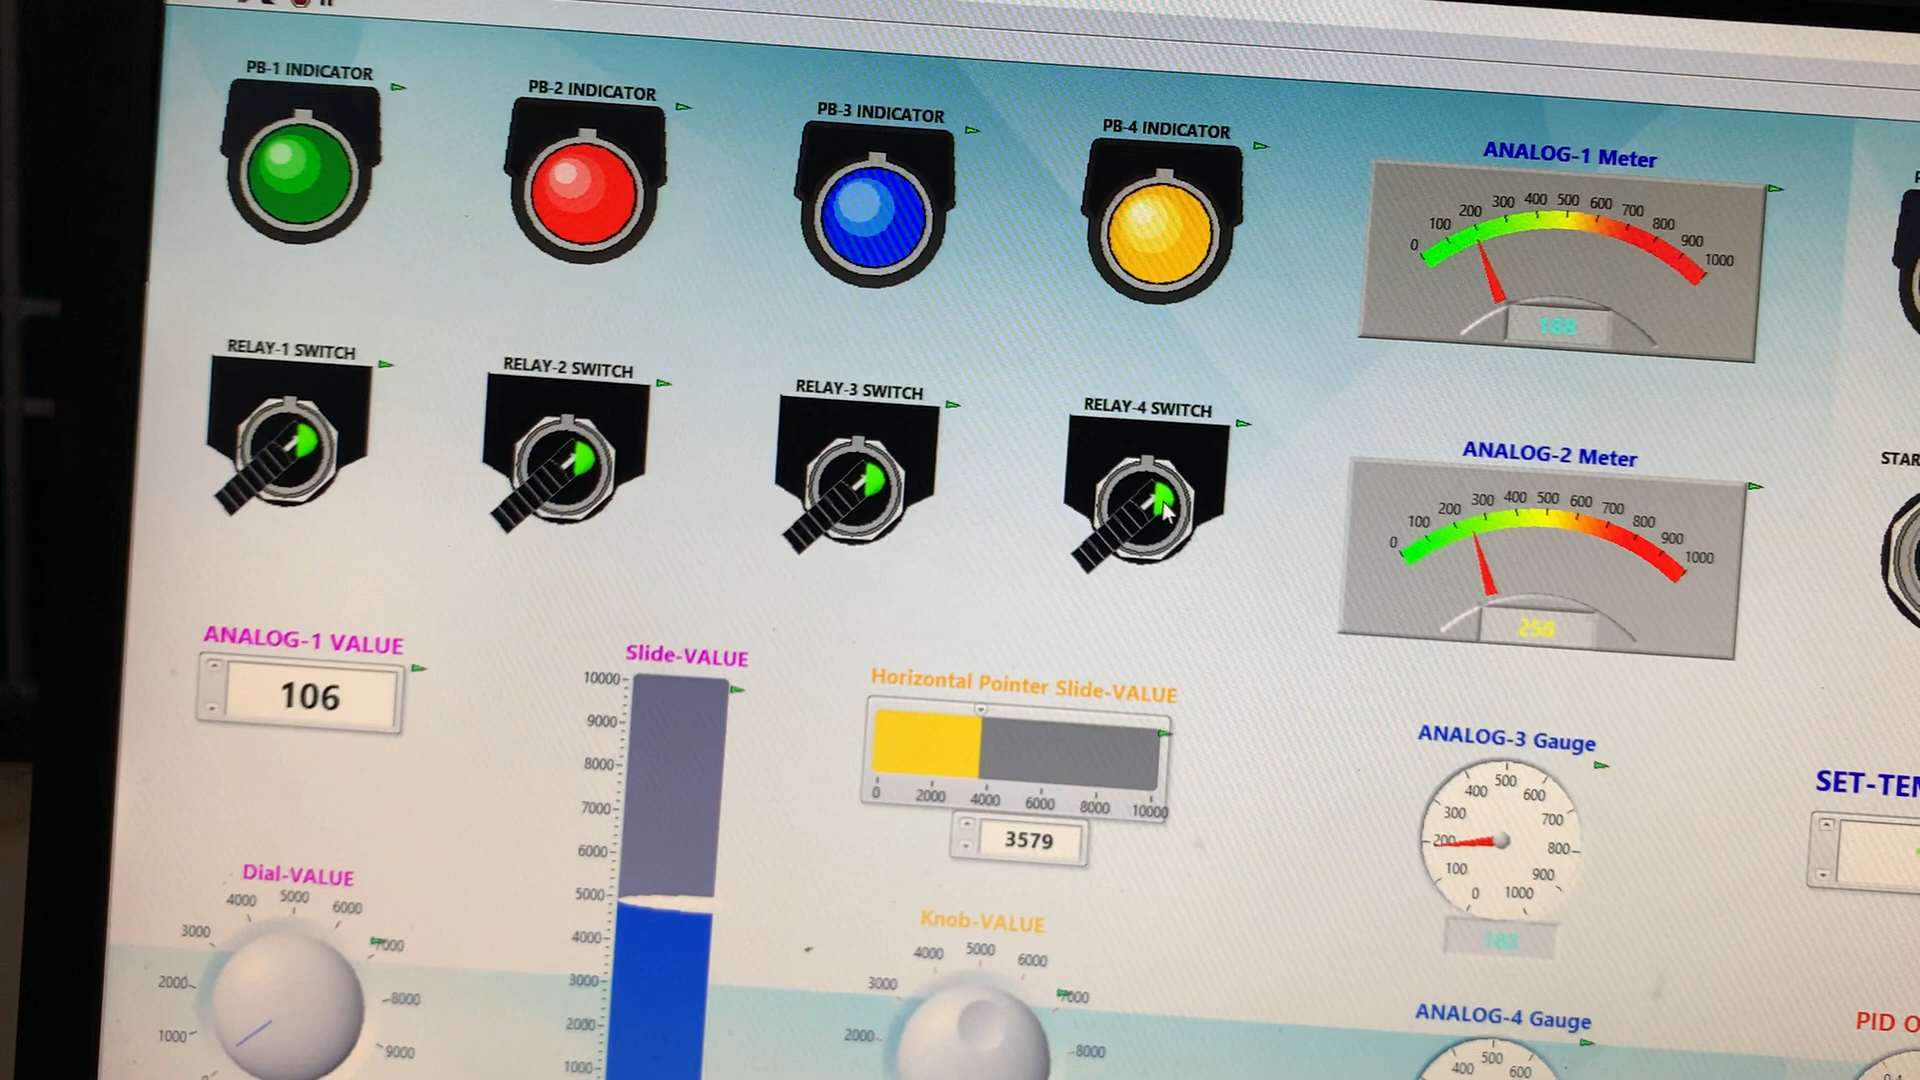 PB-1 INDICATOR
PB-2 INDICATOR
PB-3 INDICATOR
PB-4 INDICATOR
ANALOG-1 Meter
0 100 200 300 400 500 600 700 800 900 1000
RELAY-1 SWITCH
RELAY-2 SWITCH
RELAY-3 SWITCH
RELAY-4 SWITCH
ANALOG-2 Meter
0 100 200 300 400 500 600 700 800 900 1000
250
STAR
ANALOG-1 VALUE
106
Slide-VALUE
10000
9000
8000
7000
6000
5000
4000
3000
2000
1000
Horizontal Pointer Slide-VALUE
0 2000 4000 6000 8000 10000
3579
ANALOG-3 Gauge
0 100 200 300 400 500 600 700 800 900 1000
SET-TE
Dial-VALUE
1000 2000 3000 4000 5000 6000 7000 8000 9000
Knob-VALUE
2000 3000 4000 5000 6000 7000 8000
ANALOG-4 Gauge
400 500 600
PID O